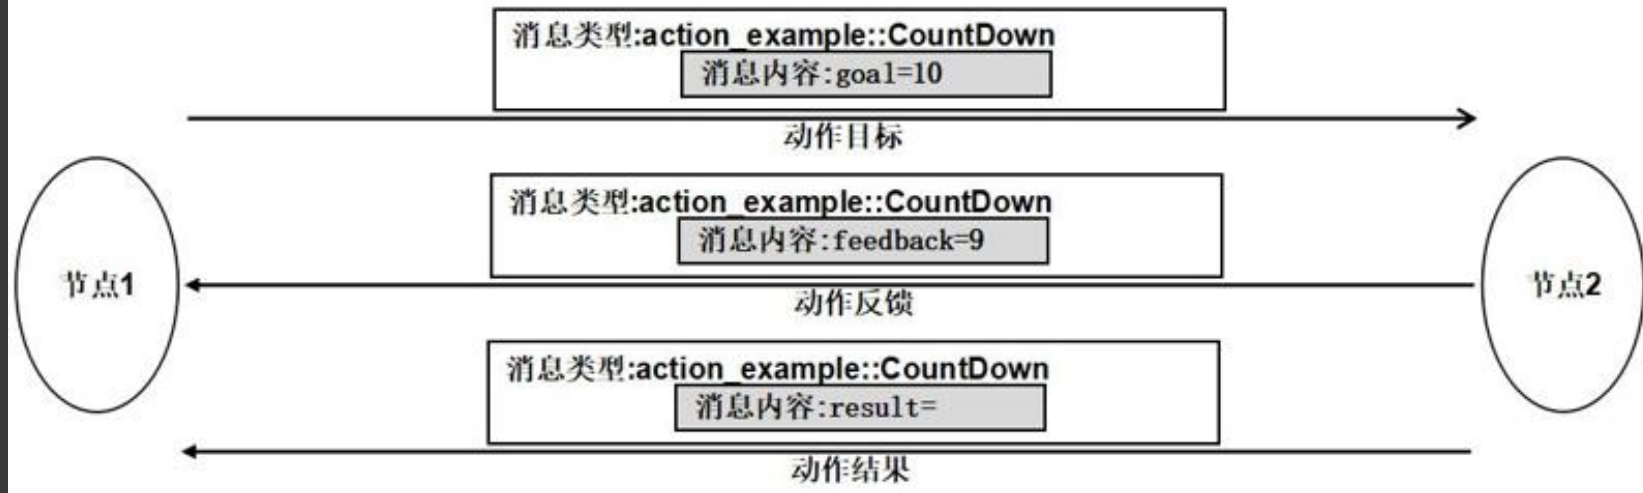 消息类型:action_example::CountDown
消息内容:goal=10
动作目标
消息类型:action_example::CountDown
消息内容:feedback=9
节点1
节点2
动作反馈
消息类型:action_example::CountDown
消息内容:result=
动作结果